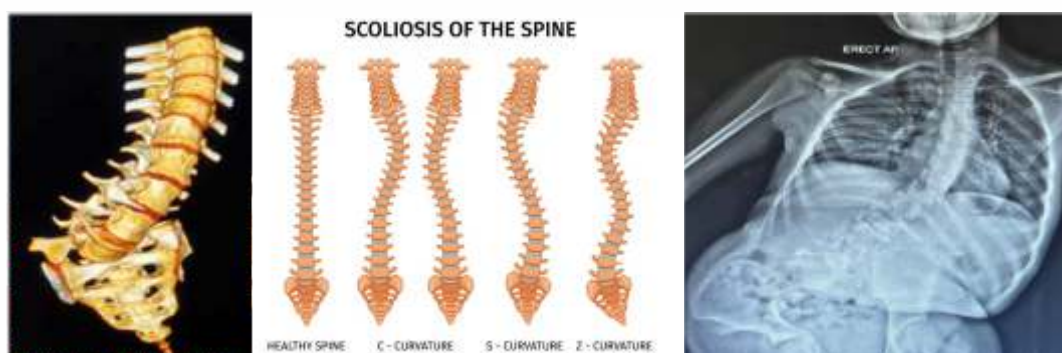 SCOLIOSIS OF THE SPINE
ERECT AP
HEALTHY SPINE
C - CURVATURE
S - CURVATURE
Z - CURVATURE